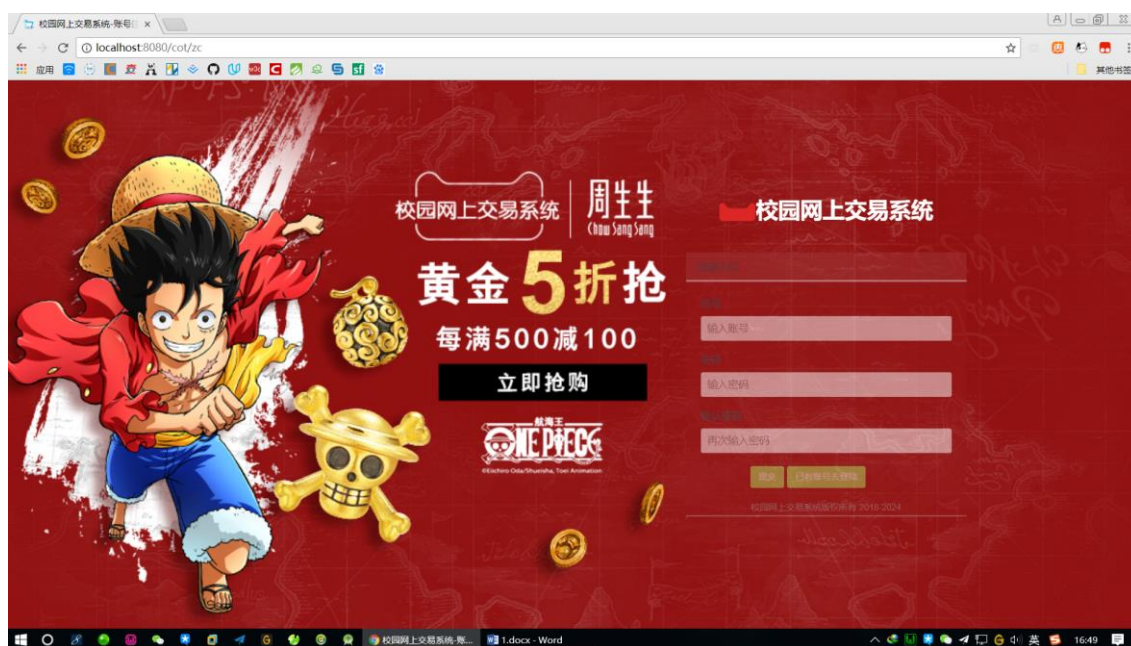 校园网上交易系统-账号
localhost:8080/cot/zc
应用
其他书签
校园网上交易系统
周生生
Chow Sang Sang
黄金5折抢
每满500减100
立即抢购
航海王
ONE PIECE
©Eiichiro Oda/Shueisha, Toei Animation
校园网上交易系统
输入账号
输入密码
确认密码
再次输入密码
提交
已有账号去登陆
校园网上交易系统版权所有 2018-2024
校园网上交易系统-账...
1.docx - Word
英
16:49